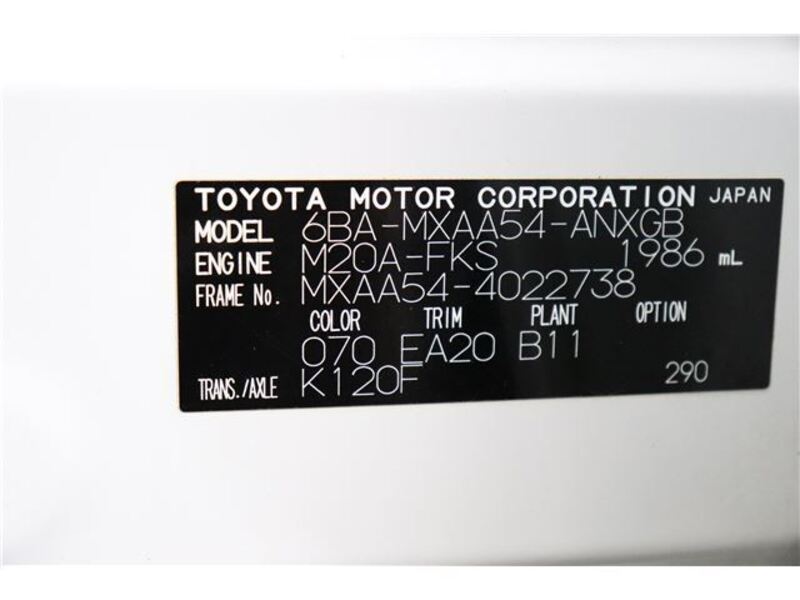 TOYOTA MOTOR CORPORATION JAPAN
MODEL 6BA-MXAA54-ANXGB
ENGINE M20A-FKS 1986 mL
FRAME No. MXAA54-4022738
COLOR TRIM PLANT OPTION
070 EA20 B11
TRANS./AXLE K120F 290